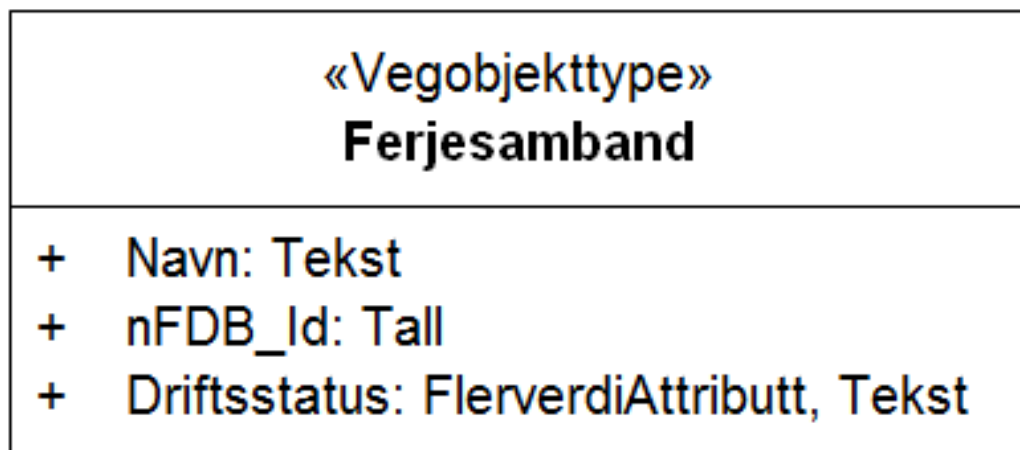 «Vegobjekttype»
Ferjesamband
+ Navn: Tekst
+ nFDB_Id: Tall
+ Driftsstatus: FlerverdiAttributt, Tekst